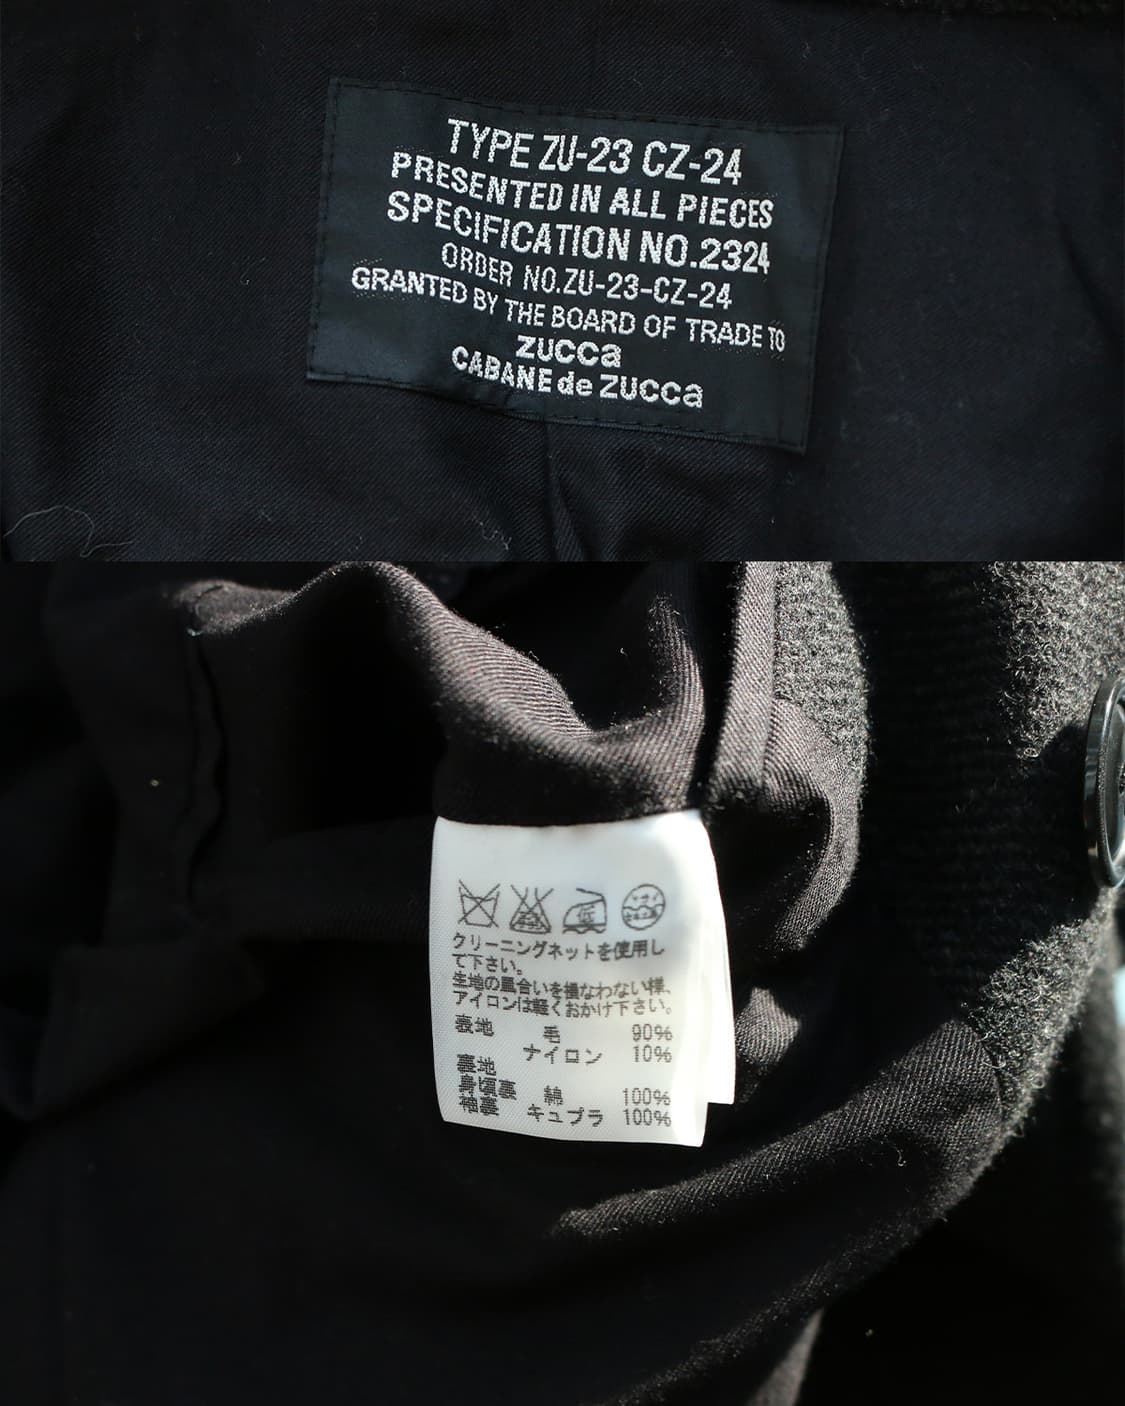 TYPE ZU-23 CZ-24
PRESENTED IN ALL PIECES
SPECIFICATION NO.2324
ORDER NO.ZU-23-CZ-24
GRANTED BY THE BOARD OF TRADE TO
ZUCCa
CABANE de ZUCCa
低
クリーニングネットを使用し
て下さい。
生地の風合いを損なわない様、
アイロンは軽くおかけ下さい。
表地 毛 90%
ナイロン 10%
裏地
身頃裏 綿 100%
袖裏 キュプラ 100%